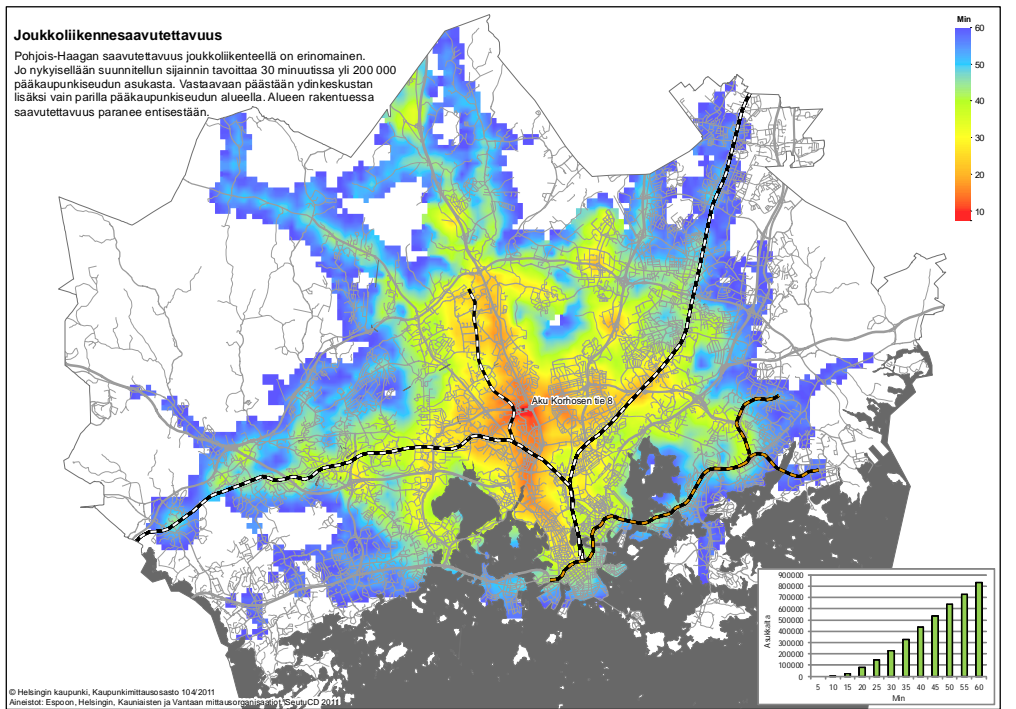 Joukkoliikennesaavutettavuus
Pohjois-Haagan saavutettavuus joukkoliikenteellä on erinomainen.
Jo nykyisellään suunnitellun sijainnin tavoittaa 30 minuutissa yli 200 000
pääkaupunkiseudun asukasta. Vastaavaan päästään ydinkeskustan
lisäksi vain parilla pääkaupunkiseudun alueella. Alueen rakentuessa
saavutettavuus paranee entisestään.
Min
60
50
40
30
20
10
Aku Korhosen tie 8
900000
800000
700000
600000
500000
400000
300000
200000
100000
0
Asukkaita
5 10 15 20 25 30 35 40 45 50 55 60
Min
© Helsingin kaupunki, Kaupunkimittausosasto 104/2011
Aineistot: Espoon, Helsingin, Kauniaisten ja Vantaan mittausorganisaatiot, SeutuCD 2011